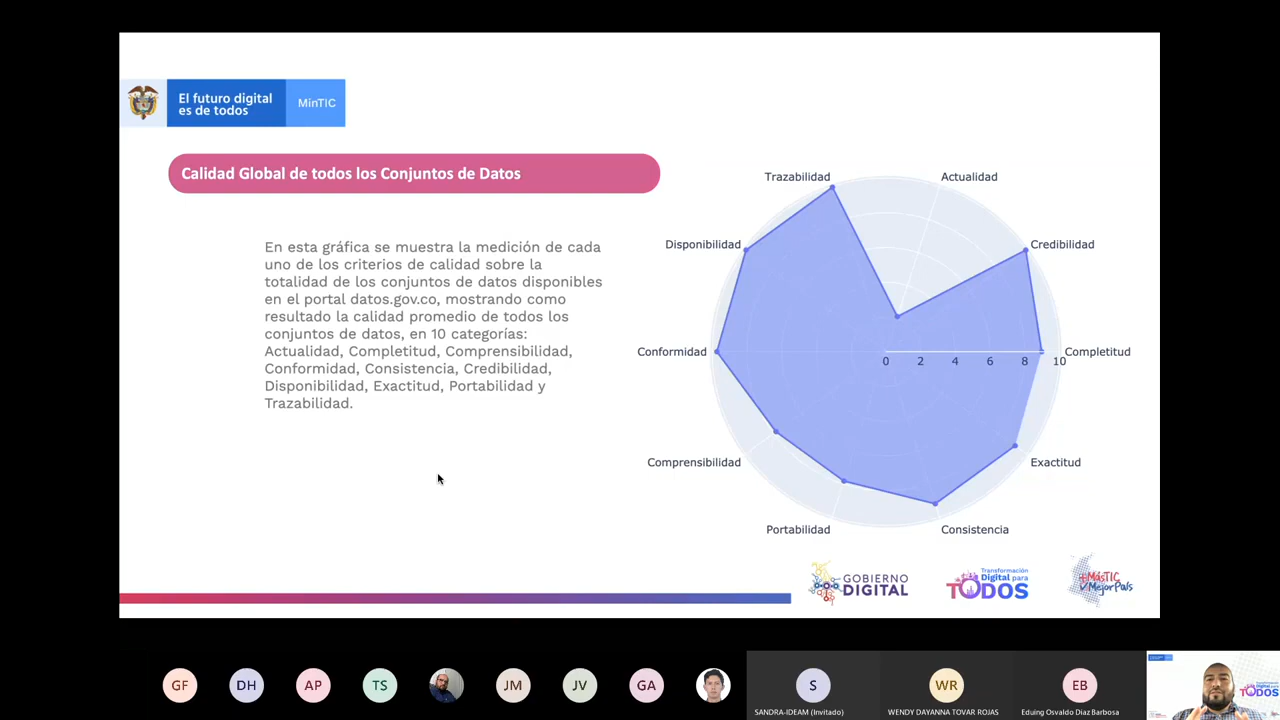 El futuro digital
es de todos
MinTIC
Calidad Global de todos los Conjuntos de Datos
En esta gráfica se muestra la medición de cada
uno de los criterios de calidad sobre la
totalidad de los conjuntos de datos disponibles
en el portal datos.gov.co, mostrando como
resultado la calidad promedio de todos los
conjuntos de datos, en 10 categorías:
Actualidad, Completitud, Comprensibilidad,
Conformidad, Consistencia, Credibilidad,
Disponibilidad, Exactitud, Portabilidad y
Trazabilidad.
Trazabilidad
Actualidad
Disponibilidad
Credibilidad
Conformidad
Completitud
0 2 4 6 8 10
Comprensibilidad
Exactitud
Portabilidad
Consistencia
GOBIERNO
DIGITAL
Transformación
Digital para
TODOS
+MásTIC
MejorPaís
GF DH AP TS JM JV GA S WR EB
SANDRA-IDEAM (Invitado)
WENDY DAYANNA TOVAR ROJAS
Eduing Osvaldo Diaz Barbosa